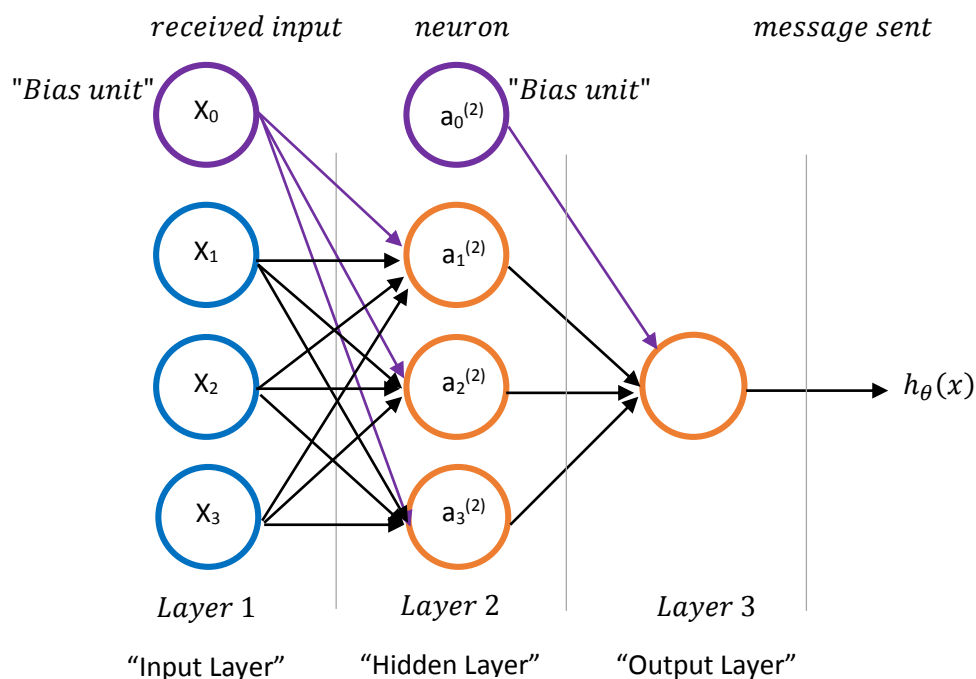 received input neuron message sent
"Bias unit" "Bias unit"
X₀ a₀⁽²⁾
X₁ a₁⁽²⁾
X₂ a₂⁽²⁾ h_θ(x)
X₃ a₃⁽²⁾
Layer 1 Layer 2 Layer 3
“Input Layer” “Hidden Layer” “Output Layer”